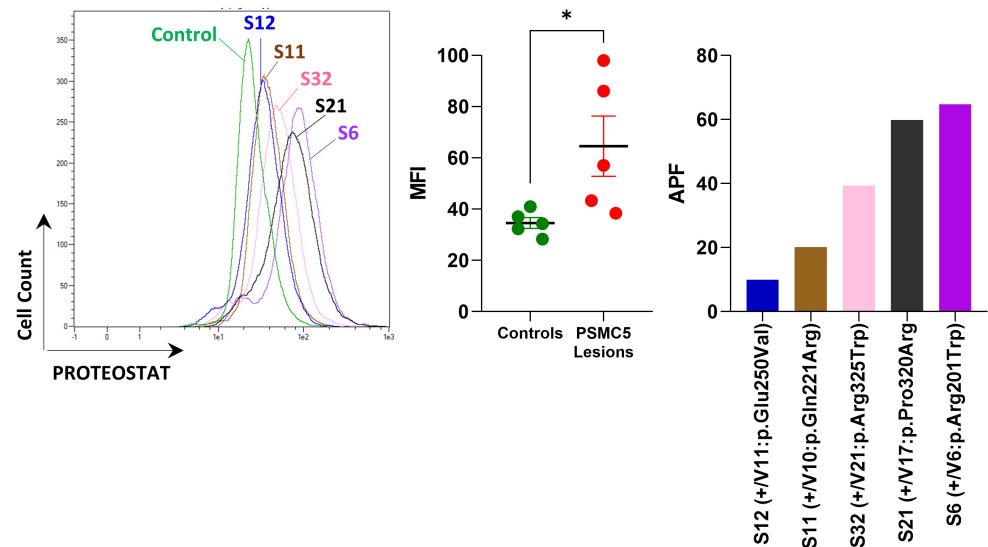 Control
S12
S11
S32
S21
S6
350
300
250
200
150
100
50
0
-1
0
1e1
1e2
1e3
Cell Count
PROTEOSTAT
*
MFI
100
80
60
40
20
0
Controls
PSMC5
Lesions
APF
80
60
40
20
0
S12 (+/V11:p.Glu250Val)
S11 (+/V10:p.Gln221Arg)
S32 (+/V21:p.Arg325Trp)
S21 (+/V17:p.Pro320Arg
S6 (+/V6:p.Arg201Trp)